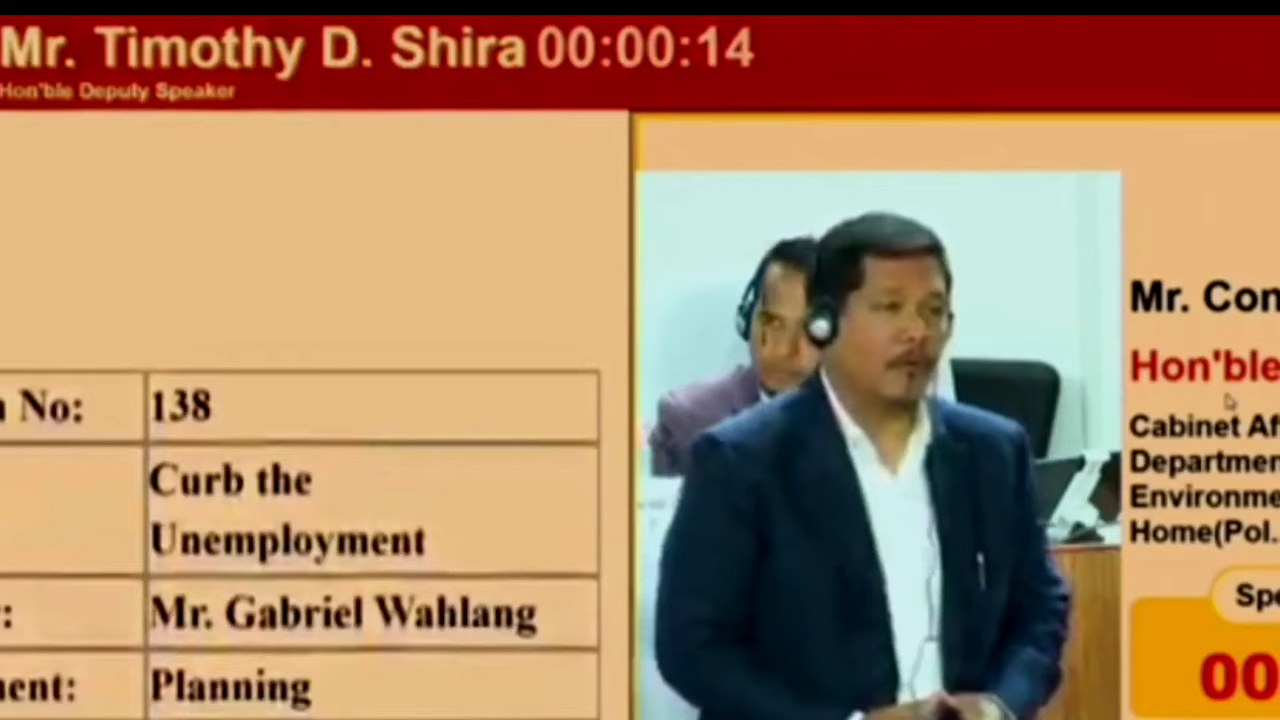 Mr. Timothy D. Shira 00:00:14
Hon'ble Deputy Speaker
No: 138
Curb the
Unemployment
Mr. Gabriel Wahlang
Planning
Mr. Con
Hon'ble
Cabinet Af
Departmen
Environme
Home(Pol.
Spe
00